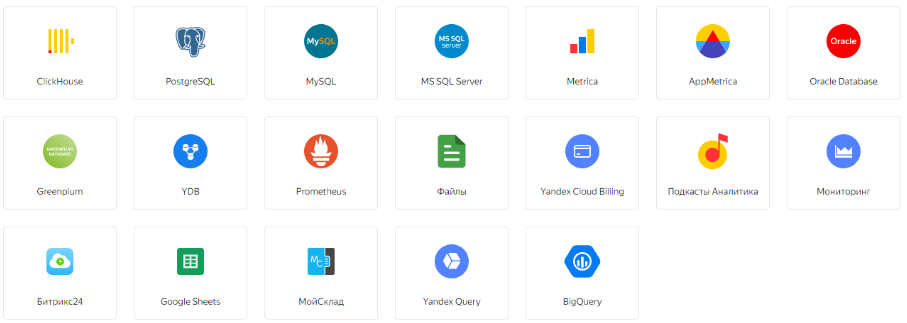 MySQL
MS SQL
server
Oracle
ClickHouse
PostgreSQL
MySQL
MS SQL Server
Metrica
AppMetrica
Oracle Database
GREENPLUM
DATABASE
Greenplum
YDB
Prometheus
Файлы
Yandex Cloud Billing
Подкасты Аналитика
Мониторинг
МС
Битрикс24
Google Sheets
МойСклад
Yandex Query
BigQuery